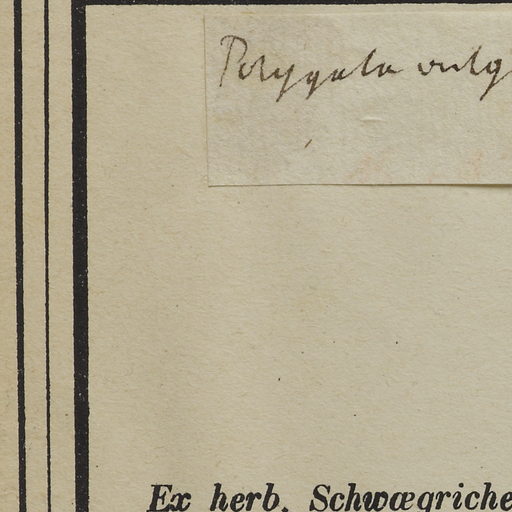 Polygala vulg
Ex herb. Schwægriche